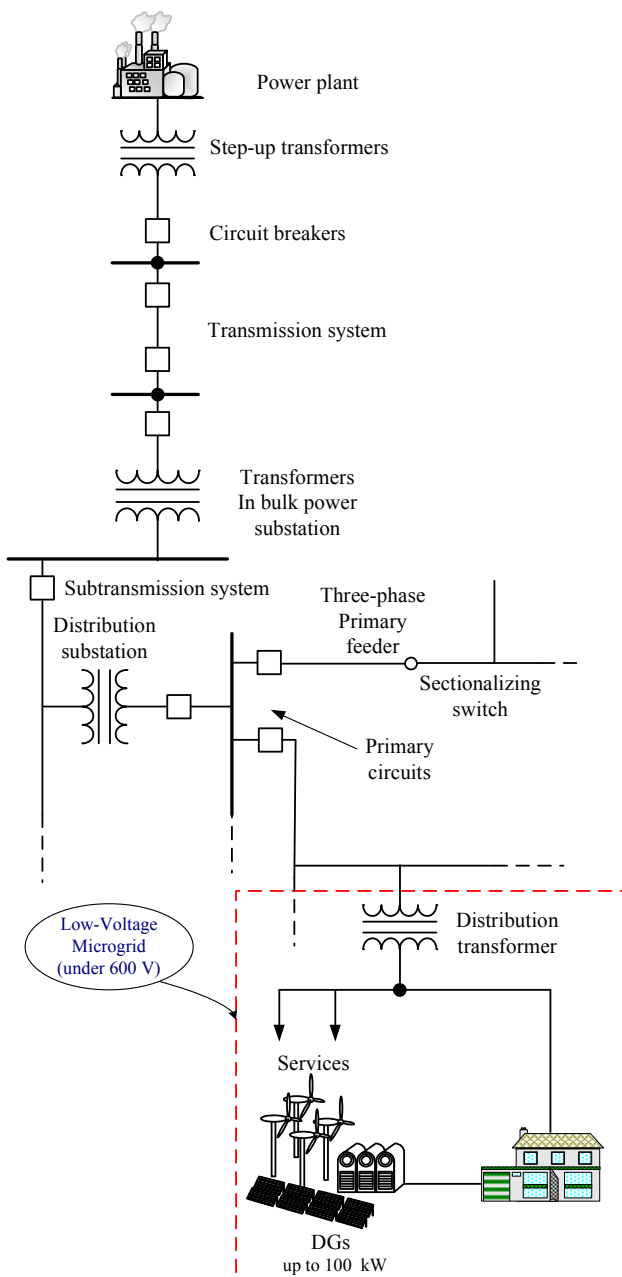 Power plant
Step-up transformers
Circuit breakers
Transmission system
Transformers
In bulk power
substation
Subtransmission system
Three-phase
Primary
feeder
Distribution
substation
Sectionalizing
switch
Primary
circuits
Low-Voltage
Microgrid
(under 600 V)
Distribution
transformer
Services
DGs
up to 100 kW